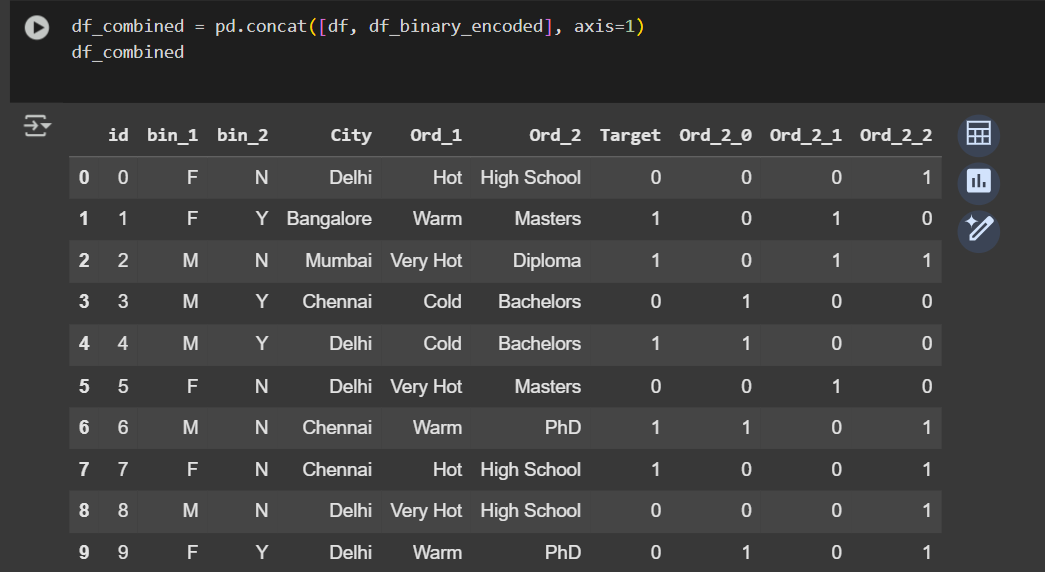 df_combined = pd.concat([df, df_binary_encoded], axis=1)
df_combined
id bin_1 bin_2 City Ord_1 Ord_2 Target Ord_2_0 Ord_2_1 Ord_2_2
0 0 F N Delhi Hot High School 0 0 0 1
1 1 F Y Bangalore Warm Masters 1 0 1 0
2 2 M N Mumbai Very Hot Diploma 1 0 1 1
3 3 M Y Chennai Cold Bachelors 0 1 0 0
4 4 M Y Delhi Cold Bachelors 1 1 0 0
5 5 F N Delhi Very Hot Masters 0 0 1 0
6 6 M N Chennai Warm PhD 1 1 0 1
7 7 F N Chennai Hot High School 1 0 0 1
8 8 M N Delhi Very Hot High School 0 0 0 1
9 9 F Y Delhi Warm PhD 0 1 0 1